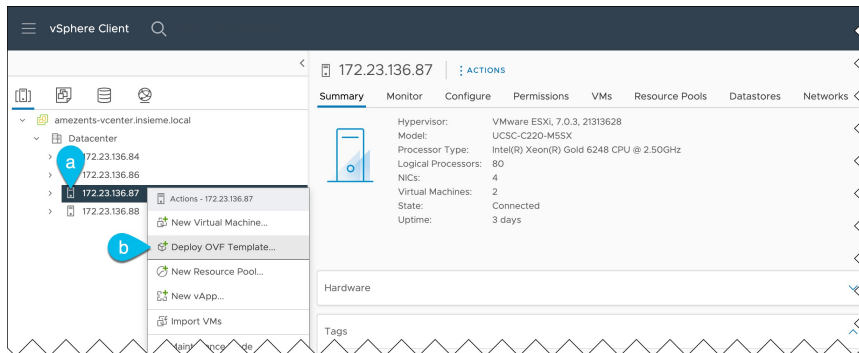 vSphere Client
172.23.136.87
ACTIONS
Summary Monitor Configure Permissions VMs Resource Pools Datastores Networks
amezents-vcenter.insieme.local
Datacenter
172.23.136.84
a
172.23.136.86
172.23.136.87
172.23.136.88
Actions - 172.23.136.87
New Virtual Machine...
b
Deploy OVF Template...
New Resource Pool...
New vApp...
Import VMs
Hypervisor: VMware ESXi, 7.0.3, 21313628
Model: UCSC-C220-M5SX
Processor Type: Intel(R) Xeon(R) Gold 6248 CPU @ 2.50GHz
Logical Processors: 80
NICs: 4
Virtual Machines: 2
State: Connected
Uptime: 3 days
Hardware
Tags